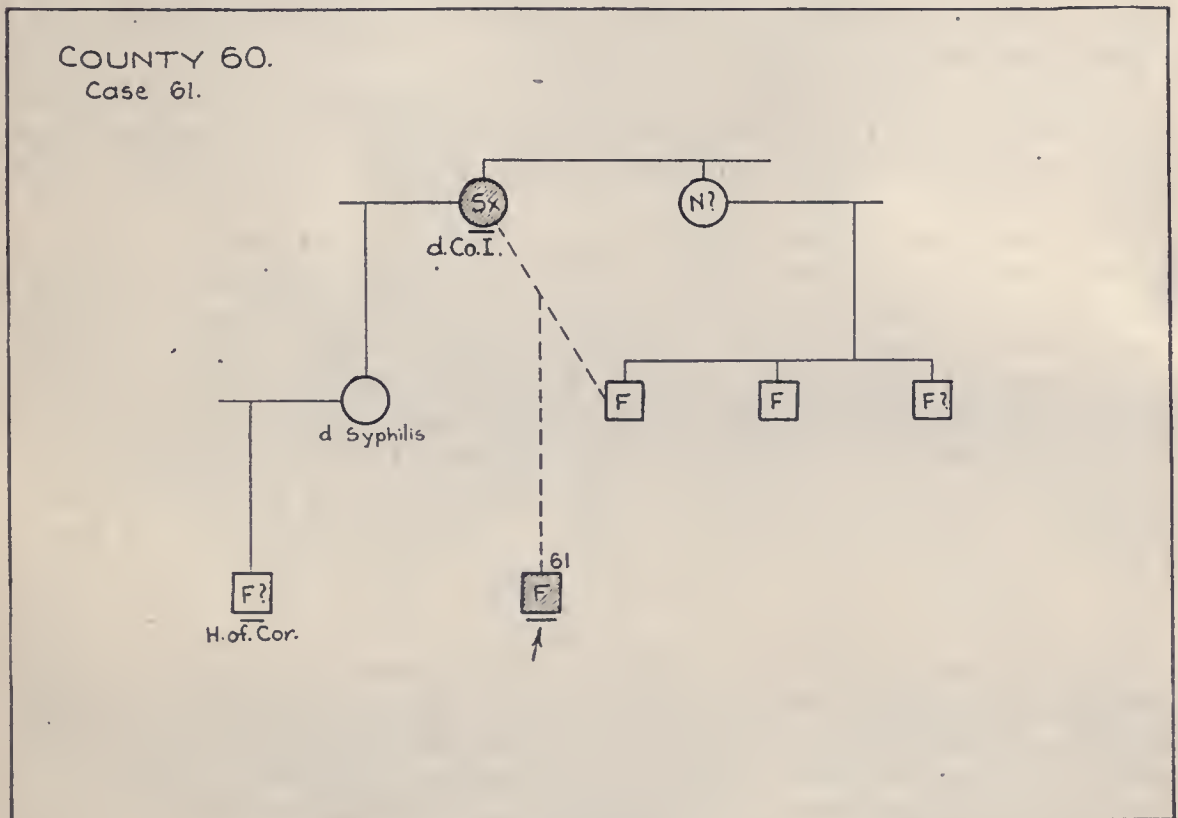 COUNTY 60.
Case 61.
Sx
N?
d.Co.I.
F
F
F?
d Syphilis
61
F?
F
H.of.Cor.